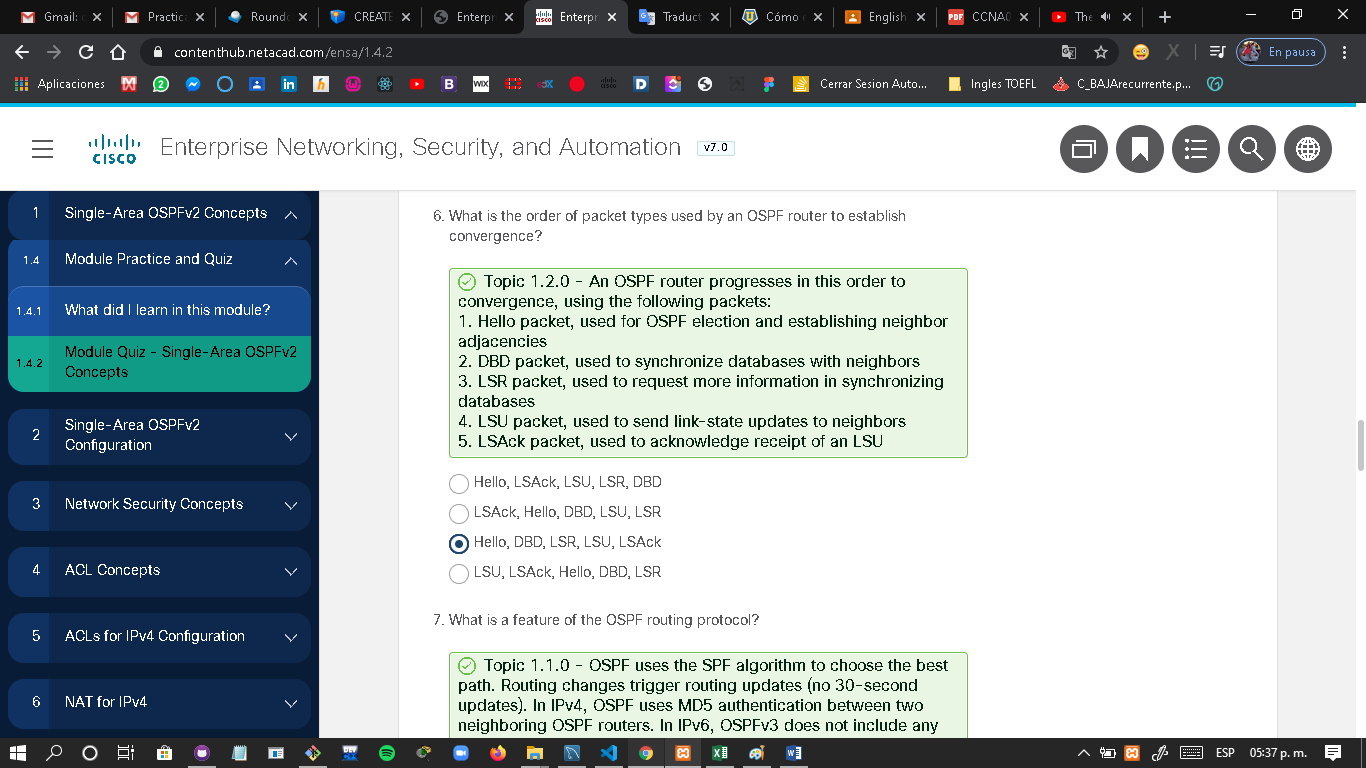 Gmail:
Practic
Roundc
CREATE
Enterpr
Enterpr
Traduct
Cómo
English
CCNA
The
contenthub.netacad.com/ensa/1.4.2
En pausa
Aplicaciones
Cerrar Sesion Auto...
Ingles TOEFL
C_BAJArecurrente.p...
CISCO
Enterprise Networking, Security, and Automation
v7.0
1 Single-Area OSPFv2 Concepts
1.4 Module Practice and Quiz
1.4.1 What did I learn in this module?
1.4.2 Module Quiz - Single-Area OSPFv2
Concepts
2 Single-Area OSPFv2
Configuration
3 Network Security Concepts
4 ACL Concepts
5 ACLs for IPv4 Configuration
6 NAT for IPv4
6. What is the order of packet types used by an OSPF router to establish
convergence?
Topic 1.2.0 - An OSPF router progresses in this order to
convergence, using the following packets:
1. Hello packet, used for OSPF election and establishing neighbor
adjacencies
2. DBD packet, used to synchronize databases with neighbors
3. LSR packet, used to request more information in synchronizing
databases
4. LSU packet, used to send link-state updates to neighbors
5. LSAck packet, used to acknowledge receipt of an LSU
Hello, LSAck, LSU, LSR, DBD
LSAck, Hello, DBD, LSU, LSR
Hello, DBD, LSR, LSU, LSAck
LSU, LSAck, Hello, DBD, LSR
7. What is a feature of the OSPF routing protocol?
Topic 1.1.0 - OSPF uses the SPF algorithm to choose the best
path. Routing changes trigger routing updates (no 30-second
updates). In IPv4, OSPF uses MD5 authentication between two
neighboring OSPF routers. In IPv6, OSPFv3 does not include any
ESP
05:37 p. m.